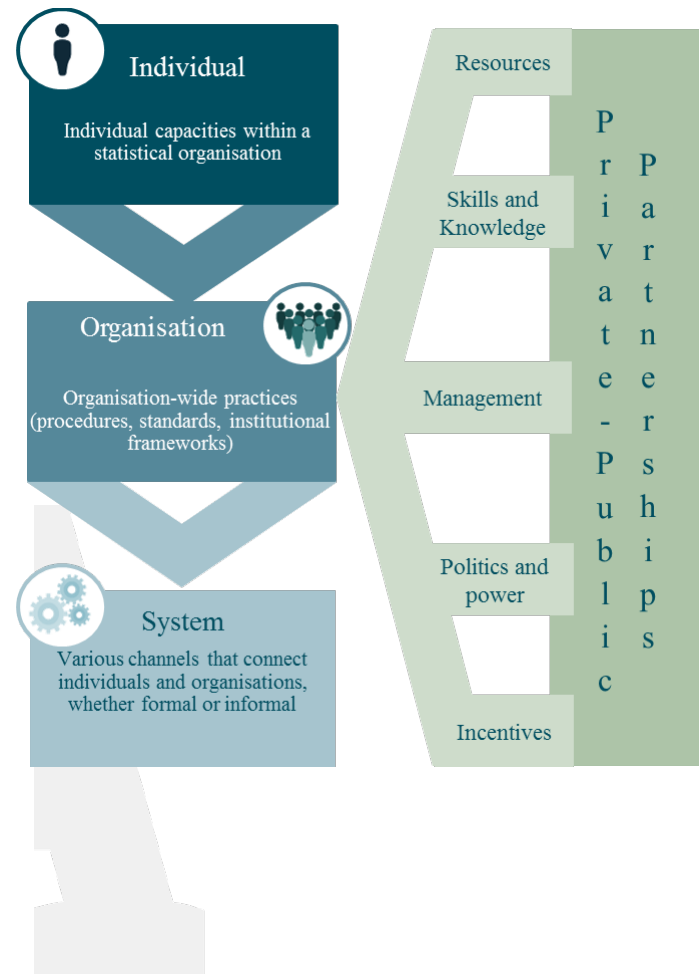 Individual
Individual capacities within a
statistical organisation
Organisation
Organisation-wide practices
(procedures, standards, institutional
frameworks)
System
Various channels that connect
individuals and organisations,
whether formal or informal
Resources
Skills and
Knowledge
Management
Politics and
power
Incentives
Private-Public
Partnerships